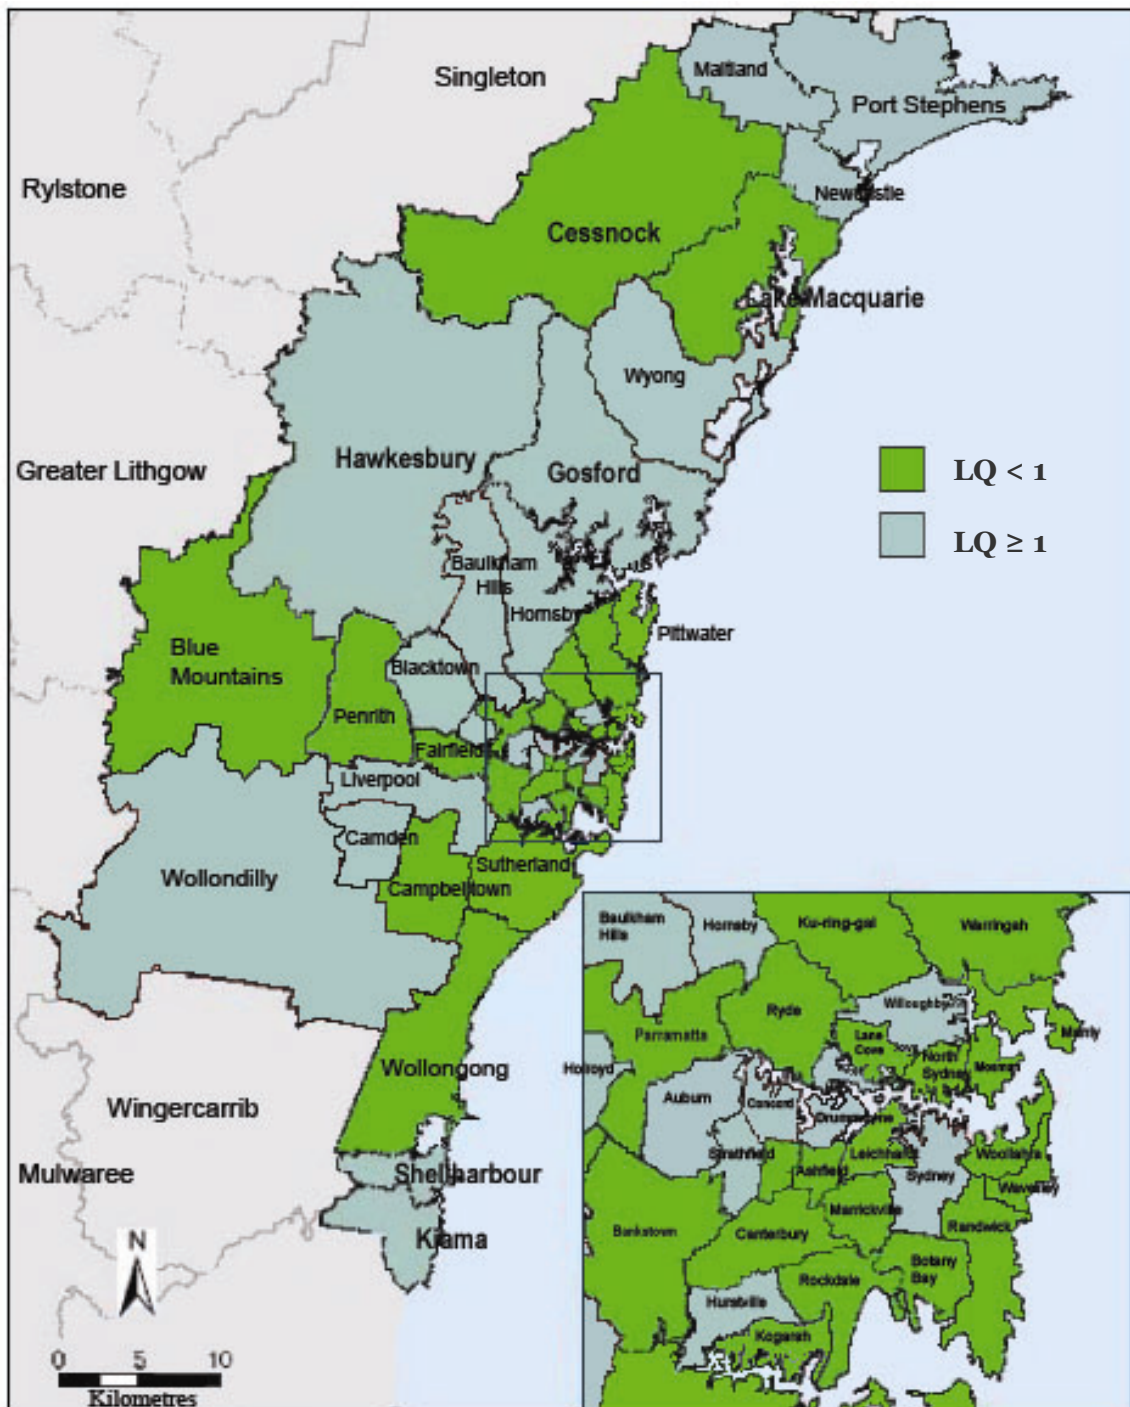 Maitland
Singleton
Port Stephens
Rylstone
Newcastle
Cessnock
Lake Macquarie
Wyong
Hawkesbury
Gosford
Greater Lithgow
LQ < 1
LQ ≥ 1
Baulkham
Hills
Hornsby
Pittwater
Blue
Mountains
Blacktown
Penrith
Fairfield
Liverpool
Camden
Sutherland
Wollondilly
Campbelltown
Wollongong
Wingercarrib
Mulwaree
Shellharbour
Kiama
N
0 5 10
Kilometres
Baulkham
Hills
Hornsby
Ku-ring-gai
Warringah
Willoughby
Ryde
Parramatta
Lane
Cove
North
Sydney
Mosman
Manly
Holroyd
Auburn
Concord
Drummoyne
Strathfield
Ashfield
Leichhardt
Sydney
Woollahra
Waverley
Marrickville
Randwick
Bankstown
Canterbury
Botany
Bay
Rockdale
Hurstville
Kogarah